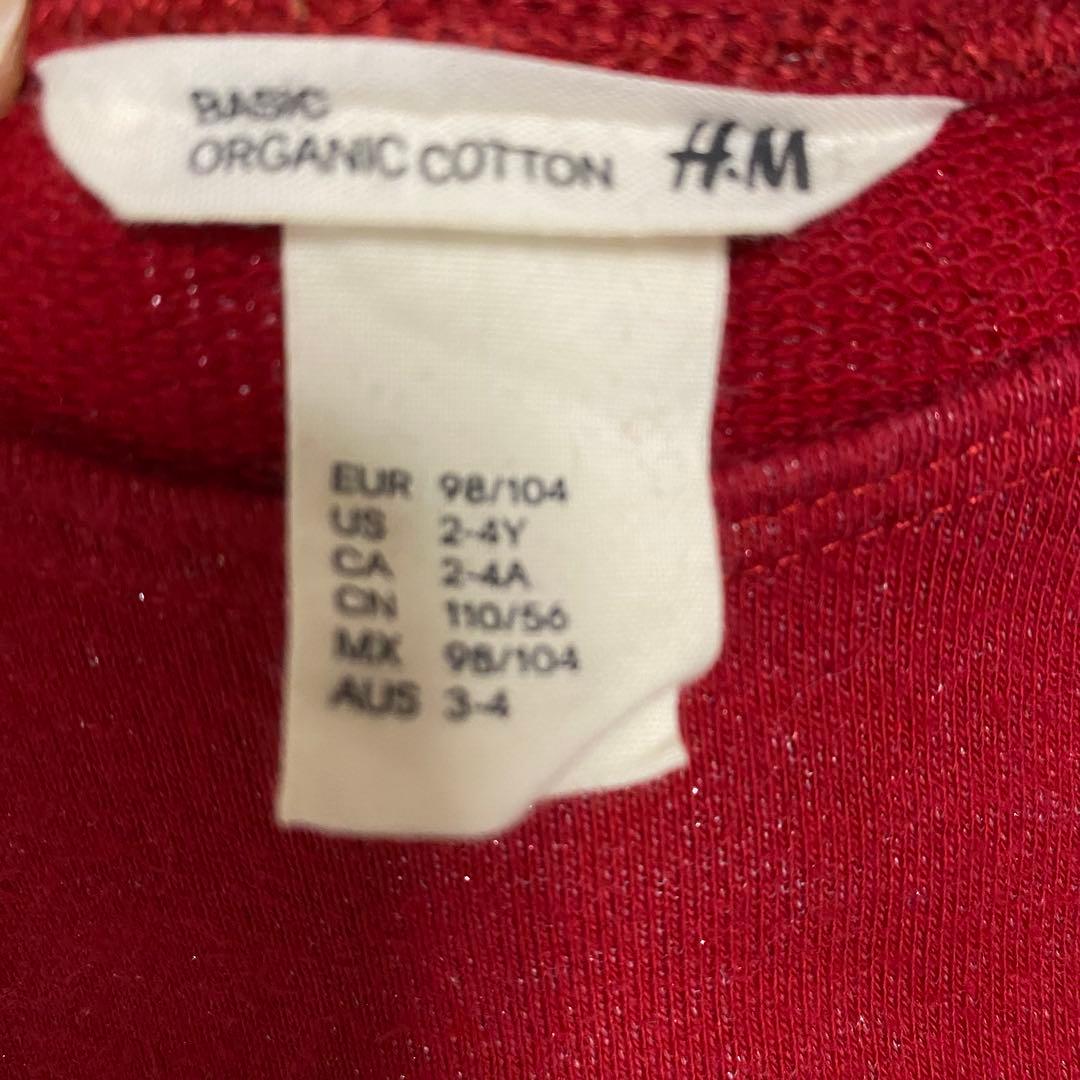 BASIC
ORGANIC COTTON H&M
EUR 98/104
US 2-4Y
CA 2-4A
CN 110/56
MX 98/104
AUS 3-4